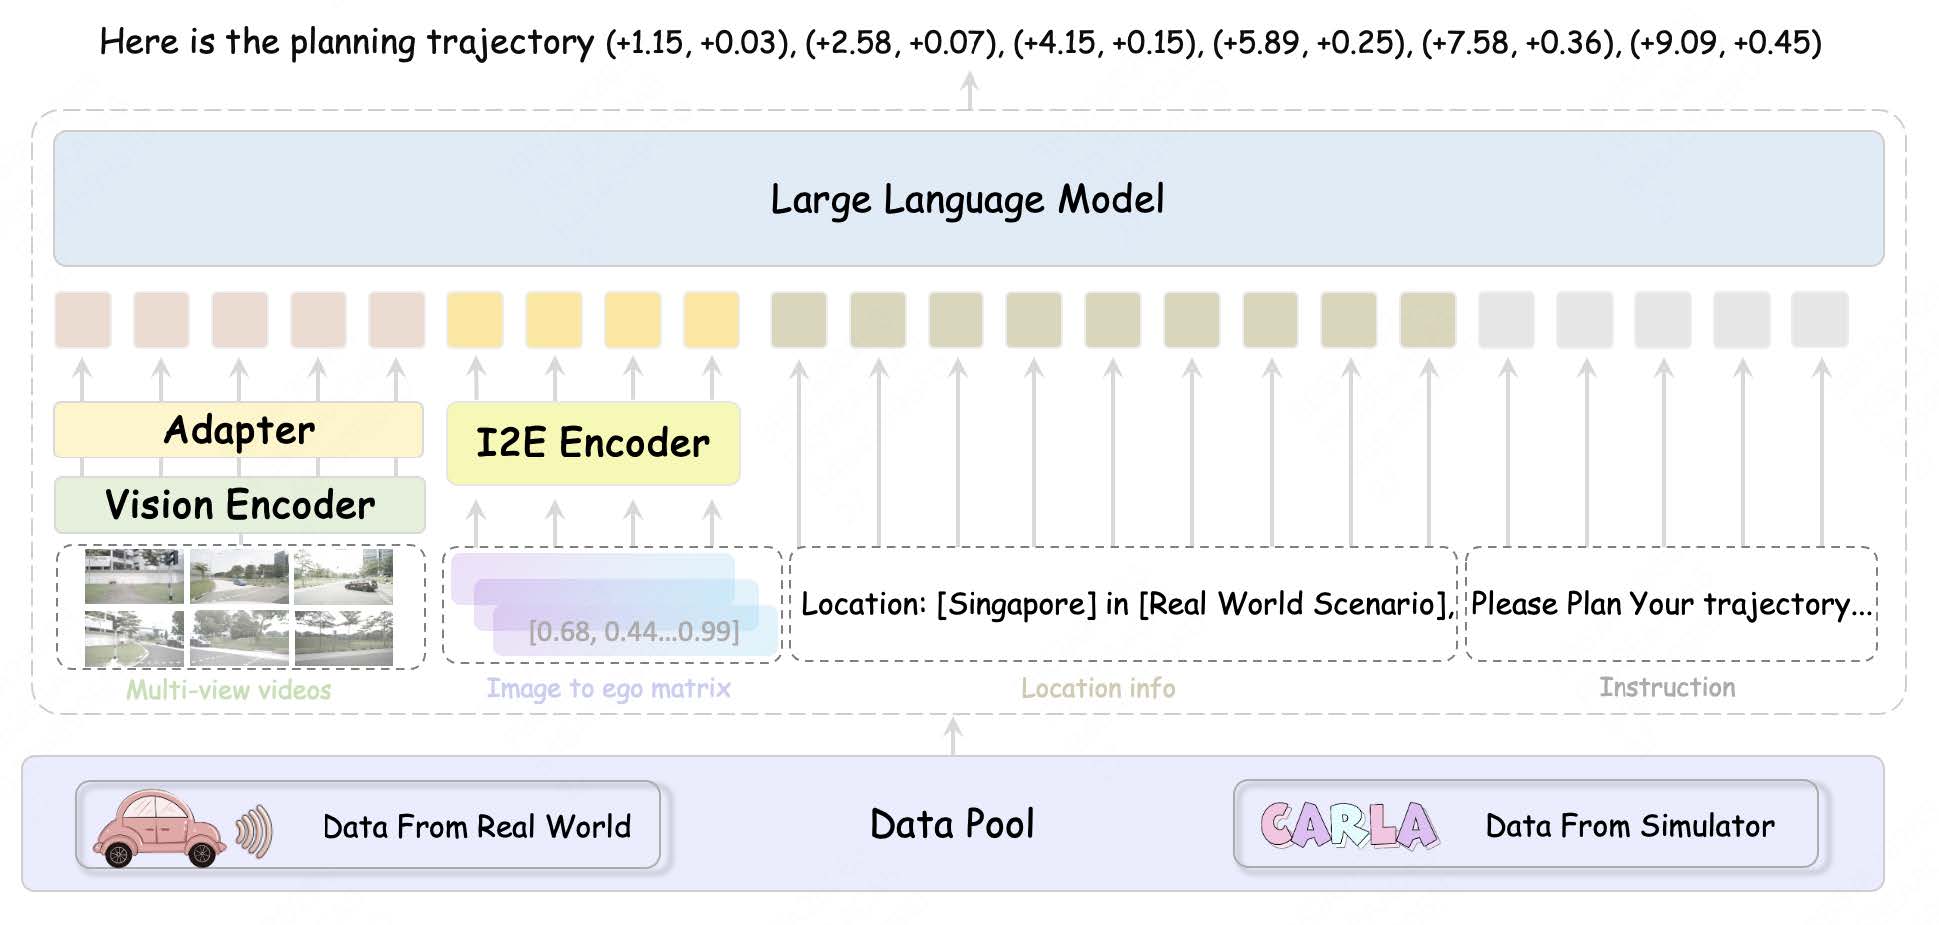 Here is the planning trajectory (+1.15, +0.03), (+2.58, +0.07), (+4.15, +0.15), (+5.89, +0.25), (+7.58, +0.36), (+9.09, +0.45)
Large Language Model
Adapter
I2E Encoder
Vision Encoder
[0.68, 0.44...0.99]
Location: [Singapore] in [Real World Scenario],
Please Plan Your trajectory...
Multi-view videos
Image to ego matrix
Location info
Instruction
Data From Real World
Data Pool
CARLA
Data From Simulator